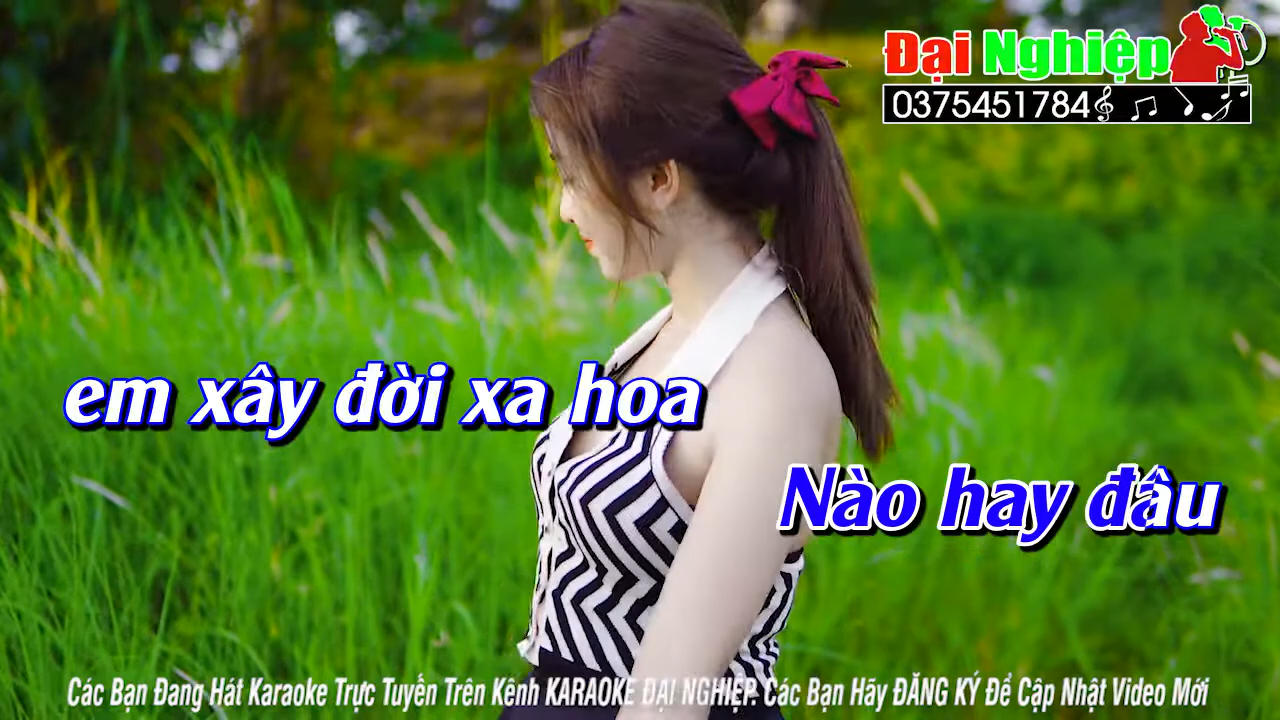 Đại Nghiệp
0375451784
em xây đời xa hoa
Nào hay đâu
Các Bạn Đang Hát Karaoke Trực Tuyến Trên Kênh KARAOKE ĐẠI NGHIỆP. Các Bạn Hãy ĐĂNG KÝ Để Cập Nhật Video Mới